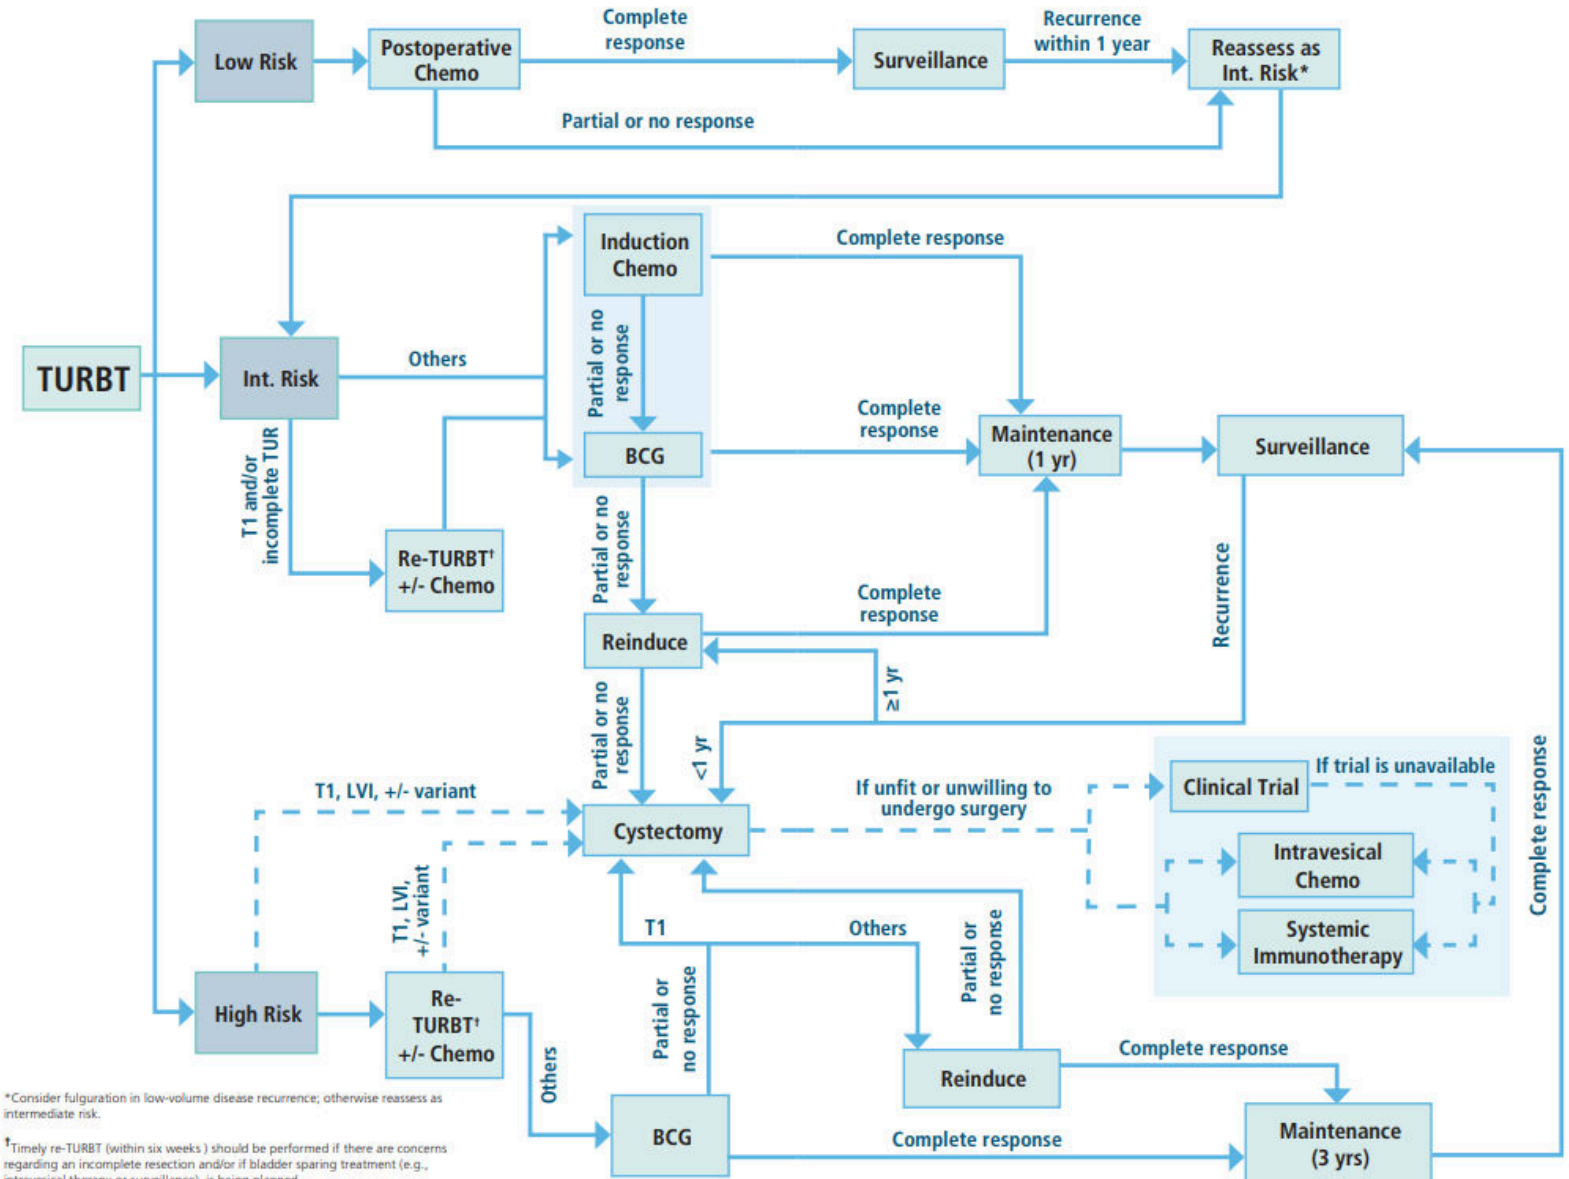 Low Risk
Postoperative
Chemo
Complete
response
Surveillance
Recurrence
within 1 year
Reassess as
Int. Risk*
Partial or no response
TURBT
Int. Risk
Others
T1 and/or
incomplete TUR
Re-TURBT†
+/- Chemo
Induction
Chemo
Partial or no
response
BCG
Complete response
Complete
response
Maintenance
(1 yr)
Surveillance
Partial or no
response
Reinduce
Complete
response
Recurrence
≥1 yr
<1 yr
Partial or no
response
Cystectomy
If unfit or unwilling to
undergo surgery
Clinical Trial
If trial is unavailable
Intravesical
Chemo
Systemic
Immunotherapy
Complete response
T1, LVI, +/- variant
T1, LVI,
+/- variant
High Risk
Re-
TURBT†
+/- Chemo
Others
BCG
Partial or
no response
T1
Others
Partial or
no response
Reinduce
Complete response
Complete response
Maintenance
(3 yrs)
*Consider fulguration in low-volume disease recurrence; otherwise reassess as
intermediate risk.
†Timely re-TURBT (within six weeks ) should be performed if there are concerns
regarding an incomplete resection and/or if bladder sparing treatment (e.g.,
intravesical therapy or surveillance), is being planned